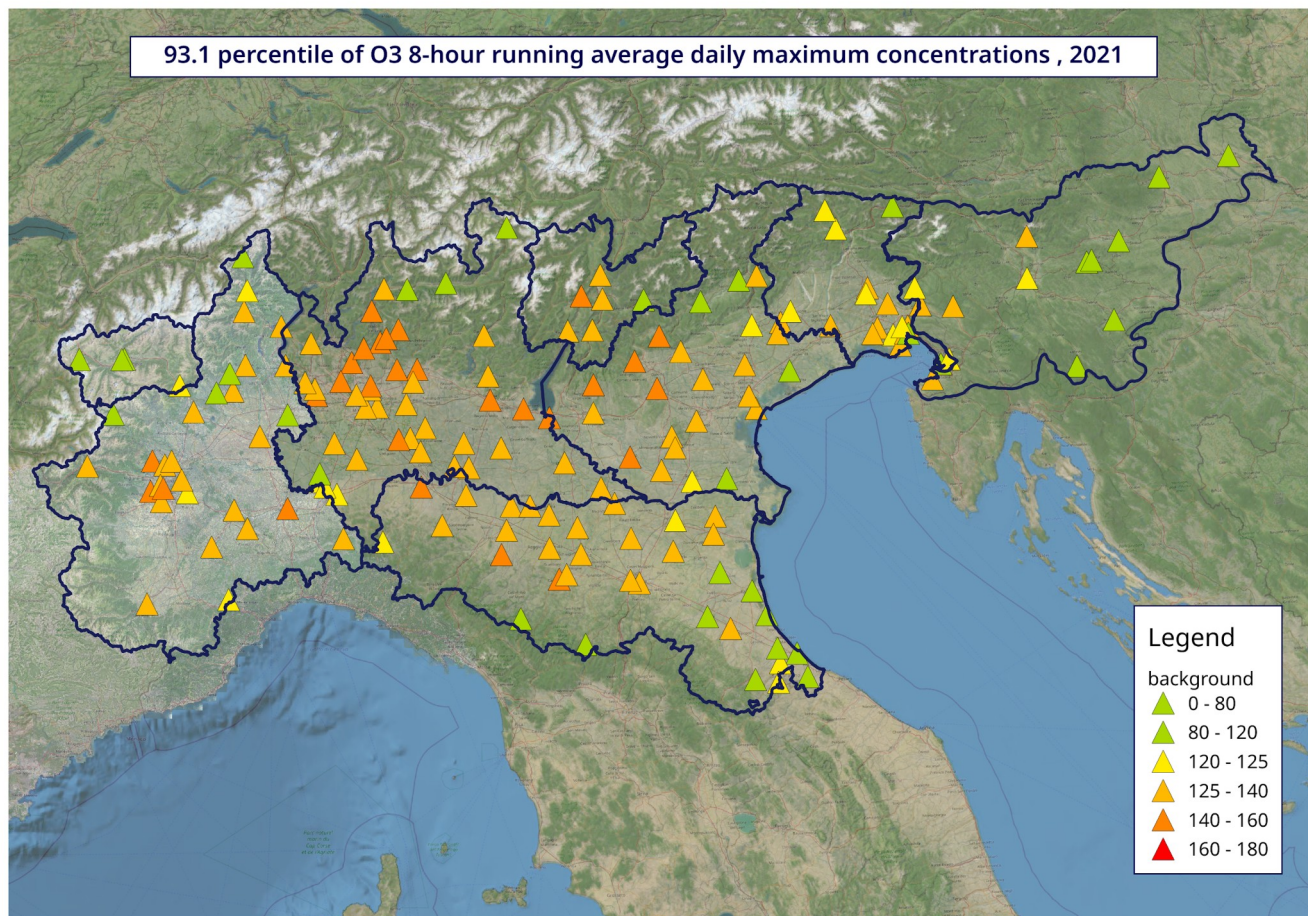 93.1 percentile of O3 8-hour running average daily maximum concentrations , 2021
Legend
background
0 - 80
80 - 120
120 - 125
125 - 140
140 - 160
160 - 180